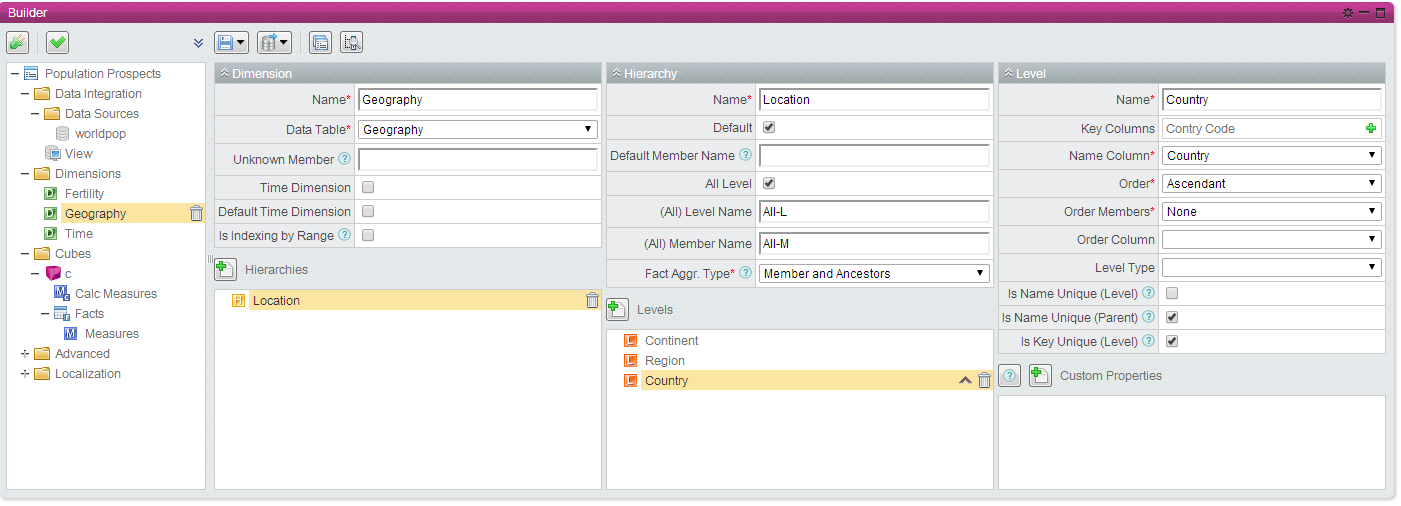 Builder
Population Prospects
Data Integration
Data Sources
worldpop
View
Dimensions
Fertility
Geography
Time
Cubes
c
Calc Measures
Facts
Measures
Advanced
Localization
Dimension
Name* Geography
Data Table* Geography
Unknown Member ?
Time Dimension
Default Time Dimension
Is Indexing by Range ?
Hierarchies
Location
Hierarchy
Name* Location
Default
Default Member Name ?
All Level
(All) Level Name All-L
(All) Member Name All-M
Fact Aggr. Type* ? Member and Ancestors
Levels
Continent
Region
Country
Level
Name* Country
Key Columns Contry Code
Name Column* Country
Order* Ascendant
Order Members* None
Order Column
Level Type
Is Name Unique (Level) ?
Is Name Unique (Parent) ?
Is Key Unique (Level) ?
? Custom Properties